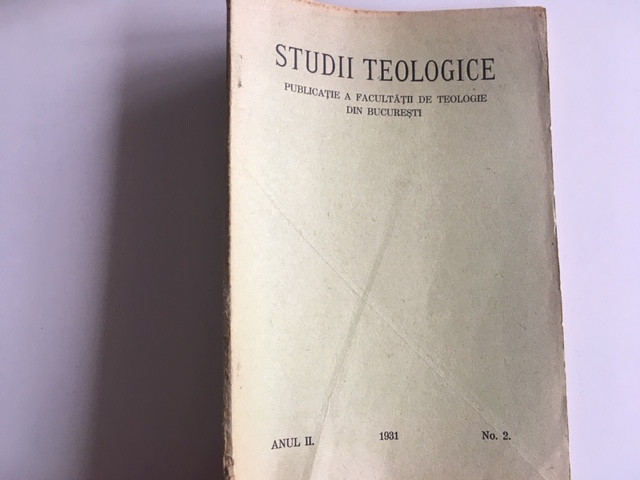 STUDII TEOLOGICE
PUBLICAȚIE A FACULTĂȚII DE TEOLOGIE
DIN BUCUREȘTI
ANUL II. 1931 No. 2.